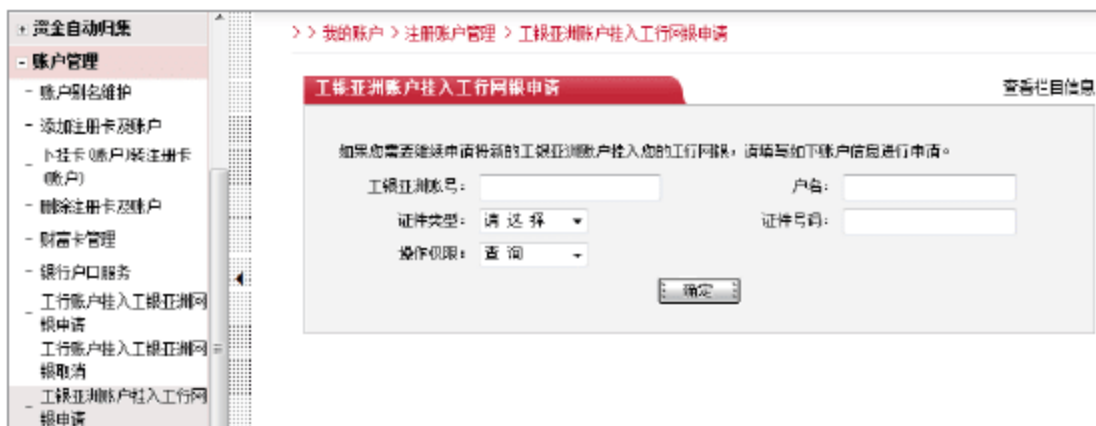 资金自动归集
账户管理
账户别名维护
添加注册卡及账户
下挂卡(账户)转注册卡
(账户)
删除注册卡及账户
财富卡管理
银行户口服务
工行账户挂入工银亚洲网
银申请
工行账户挂入工银亚洲网
银取消
工银亚洲账户挂入工行网
银申请
> > 我的账户 > 注册账户管理 > 工银亚洲账户挂入工行网银申请
工银亚洲账户挂入工行网银申请
查看栏目信息
如果您需要继续申请将新的工银亚洲账户挂入您的工行网银，请填写如下账户信息进行申请。
工银亚洲账号：
户名：
证件类型： 请选择
证件号码：
操作权限： 查询
确定